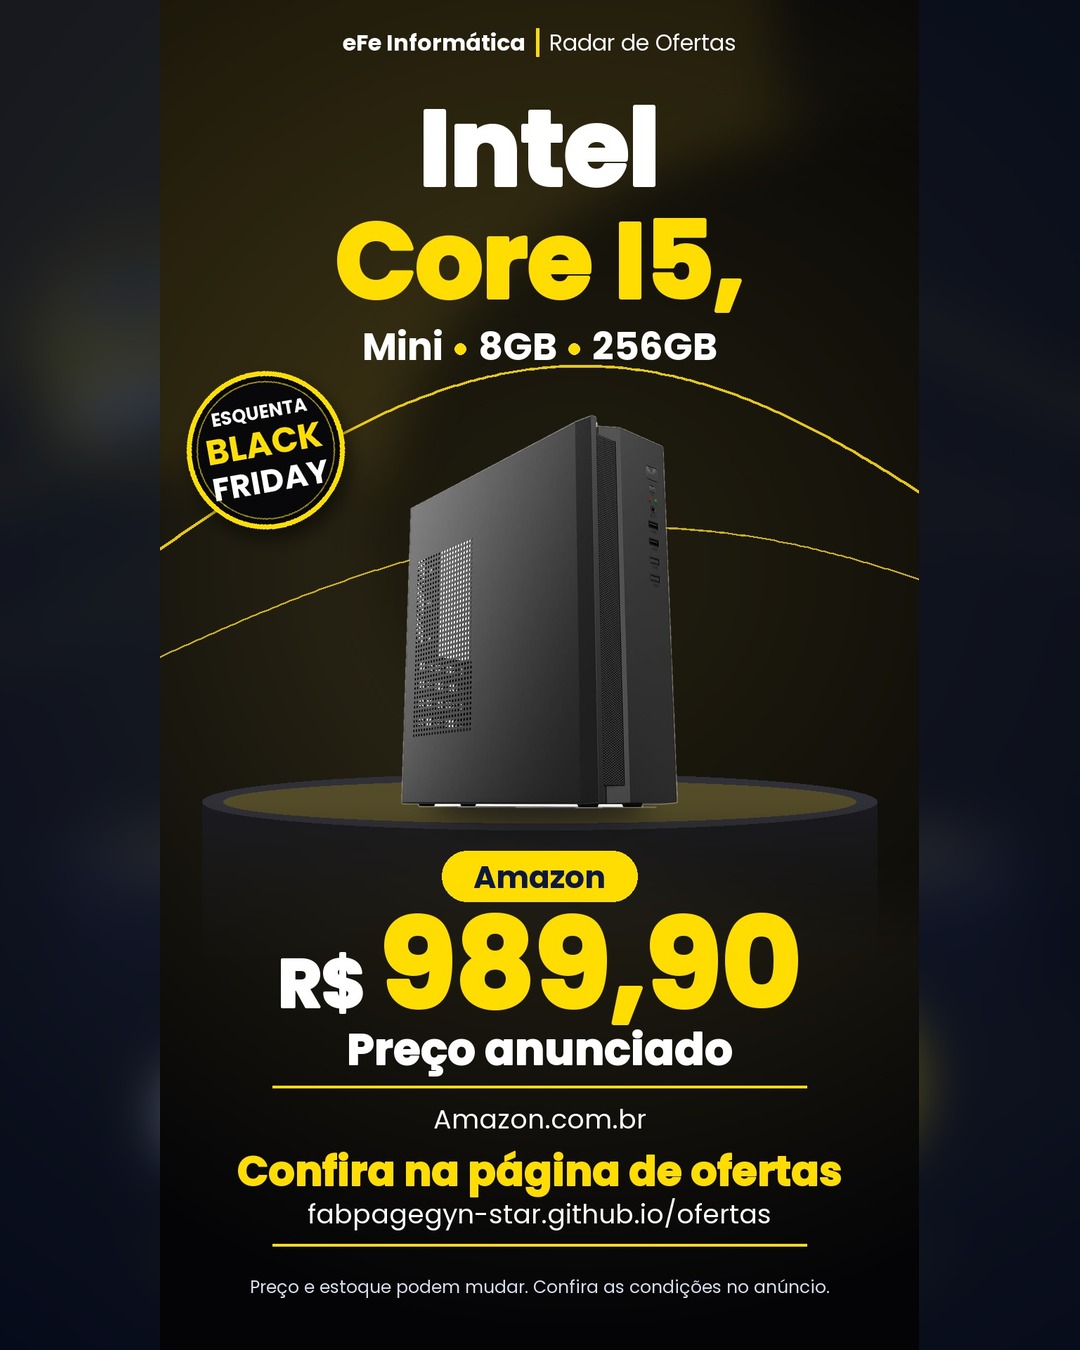 eFe Informática | Radar de Ofertas
Intel
Core I5,
Mini • 8GB • 256GB
ESQUENTA
BLACK
FRIDAY
Amazon
R$ 989,90
Preço anunciado
Amazon.com.br
Confira na página de ofertas
fabpagegyn-star.github.io/ofertas
Preço e estoque podem mudar. Confira as condições no anúncio.